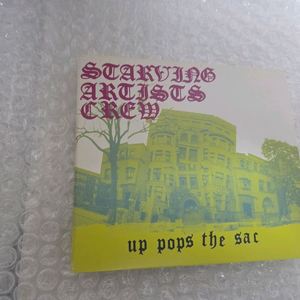 STARVING
ARTISTS
CREW
up pops the sac